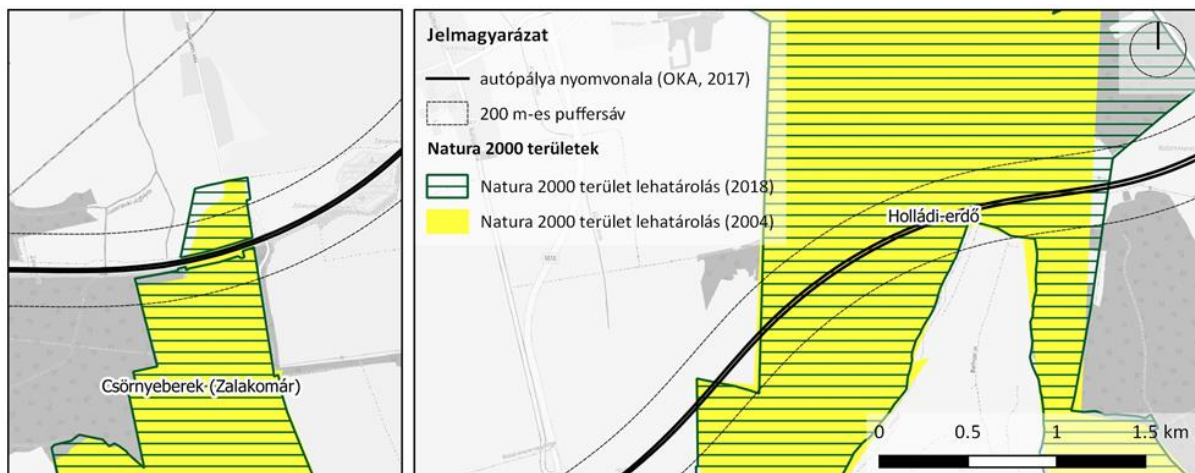 Csörnyeberek (Zalakomár)
Jelmagyarázat
autópálya nyomvonala (OKA, 2017)
200 m-es puffersáv
Natura 2000 területek
Natura 2000 terület lehatárolás (2018)
Natura 2000 terület lehatárolás (2004)
Holládi-erdő
0 0.5 1 1.5 km